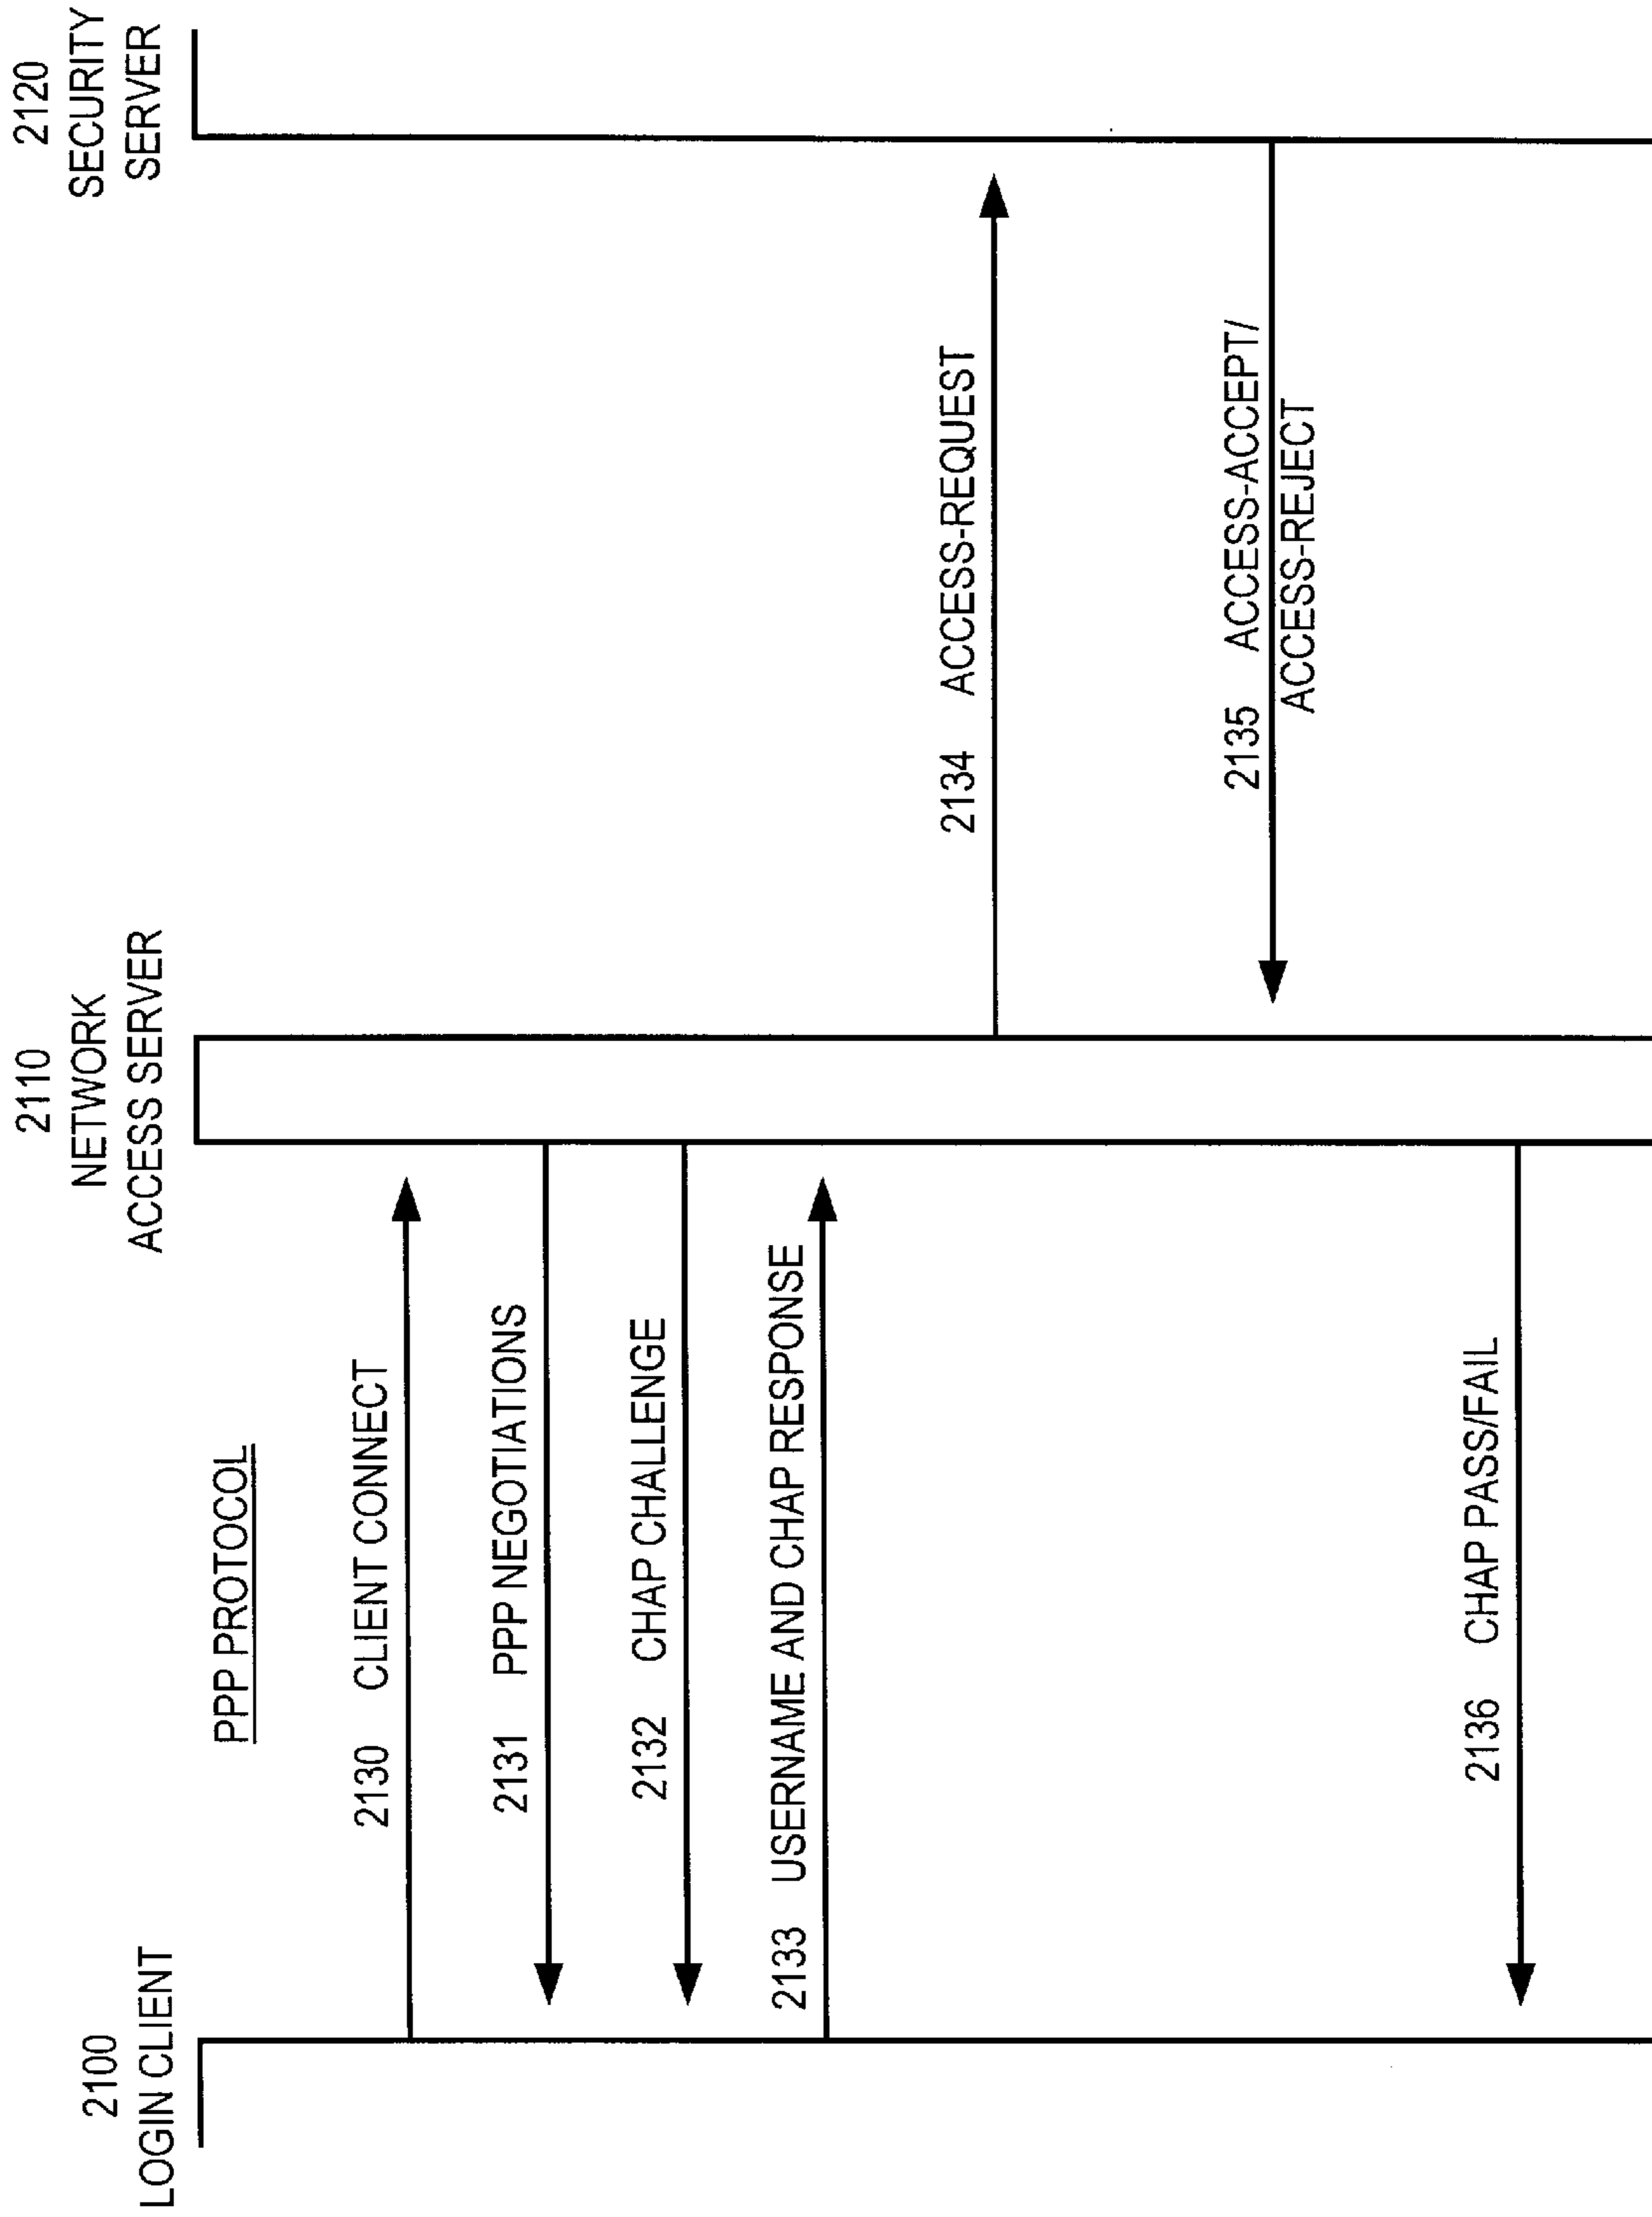 2100
LOGIN CLIENT
2110
NETWORK
ACCESS SERVER
2120
SECURITY
SERVER
PPP PROTOCOL
2130 CLIENT CONNECT
2131 PPP NEGOTIATIONS
2132 CHAP CHALLENGE
2133 USERNAME AND CHAP RESPONSE
2134 ACCESS-REQUEST
2135 ACCESS-ACCEPT/
ACCESS-REJECT
2136 CHAP PASS/FAIL